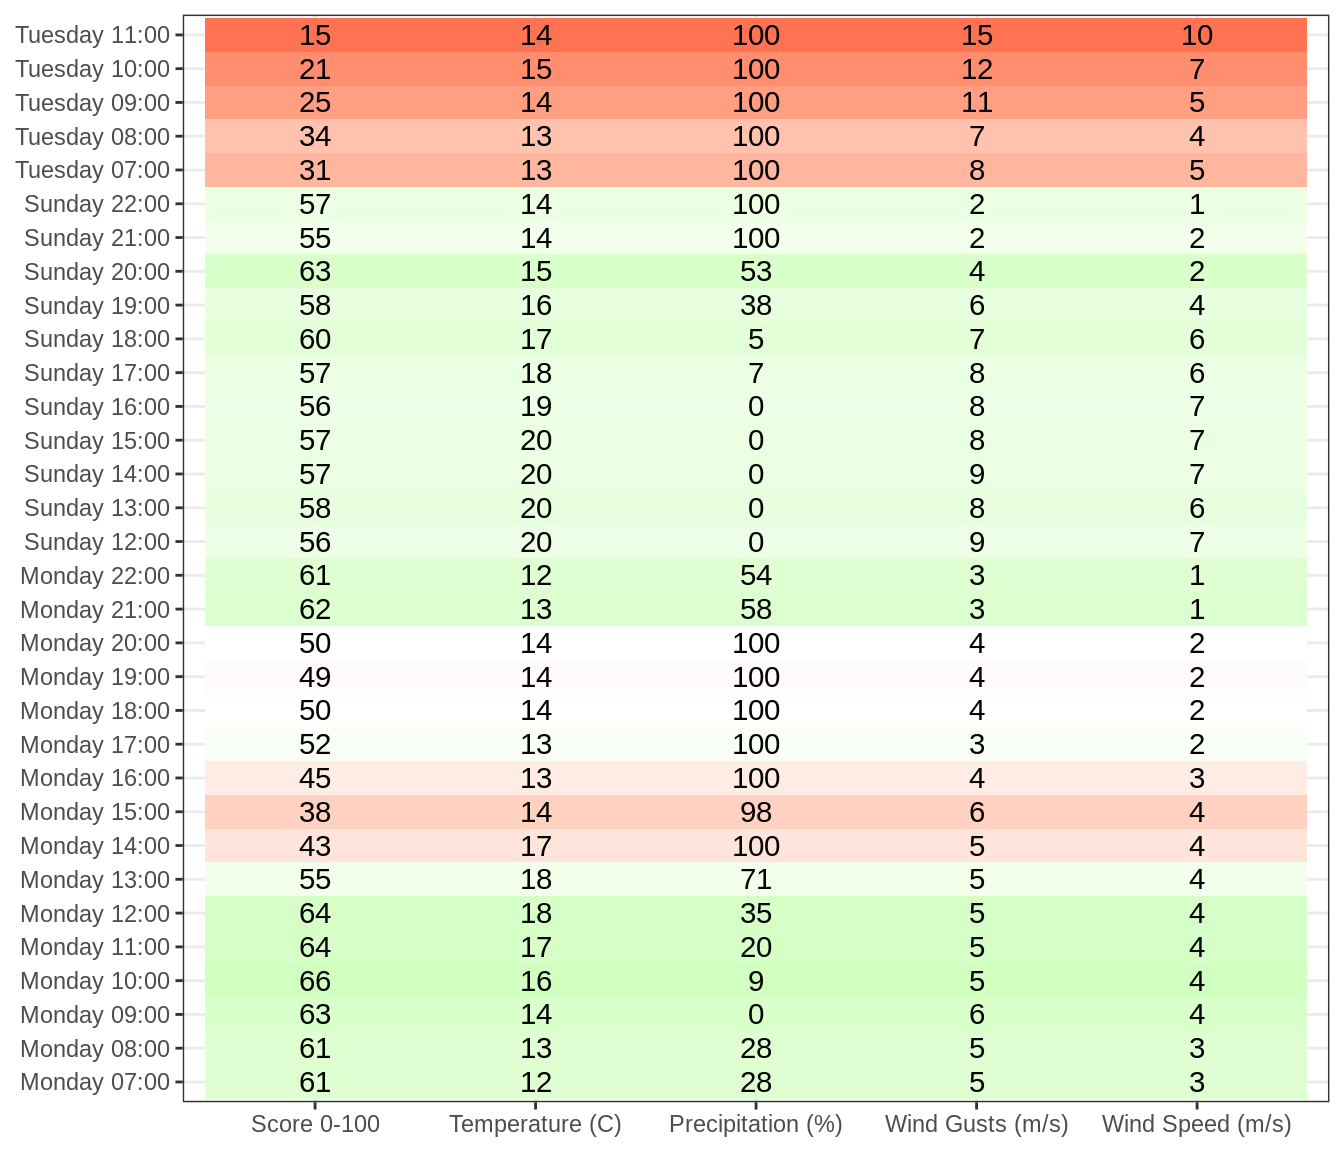 Tuesday 11:00 15 14 100 15 10
Tuesday 10:00 21 15 100 12 7
Tuesday 09:00 25 14 100 11 5
Tuesday 08:00 34 13 100 7 4
Tuesday 07:00 31 13 100 8 5
Sunday 22:00 57 14 100 2 1
Sunday 21:00 55 14 100 2 2
Sunday 20:00 63 15 53 4 2
Sunday 19:00 58 16 38 6 4
Sunday 18:00 60 17 5 7 6
Sunday 17:00 57 18 7 8 6
Sunday 16:00 56 19 0 8 7
Sunday 15:00 57 20 0 8 7
Sunday 14:00 57 20 0 9 7
Sunday 13:00 58 20 0 8 6
Sunday 12:00 56 20 0 9 7
Monday 22:00 61 12 54 3 1
Monday 21:00 62 13 58 3 1
Monday 20:00 50 14 100 4 2
Monday 19:00 49 14 100 4 2
Monday 18:00 50 14 100 4 2
Monday 17:00 52 13 100 3 2
Monday 16:00 45 13 100 4 3
Monday 15:00 38 14 98 6 4
Monday 14:00 43 17 100 5 4
Monday 13:00 55 18 71 5 4
Monday 12:00 64 18 35 5 4
Monday 11:00 64 17 20 5 4
Monday 10:00 66 16 9 5 4
Monday 09:00 63 14 0 6 4
Monday 08:00 61 13 28 5 3
Monday 07:00 61 12 28 5 3
Score 0-100 Temperature (C) Precipitation (%) Wind Gusts (m/s) Wind Speed (m/s)